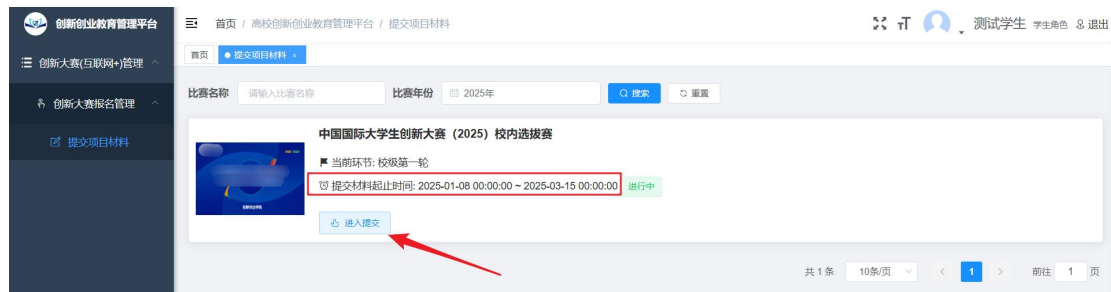 创新创业教育管理平台
首页 / 高校创新创业教育管理平台 / 提交项目材料
测试学生 学生角色 退出
首页 提交项目材料 ×
创新大赛(互联网+)管理
创新大赛报名管理
提交项目材料
比赛名称 请输入比赛名称 比赛年份 2025年 搜索 重置
中国国际大学生创新大赛（2025）校内选拔赛
当前环节: 校级第一轮
提交材料起止时间: 2025-01-08 00:00:00 ~ 2025-03-15 00:00:00 进行中
进入提交
共 1 条 10条/页 < 1 > 前往 1 页